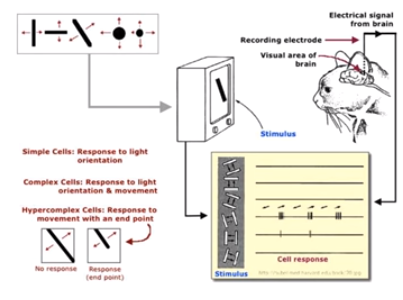 Electrical signal
from brain
Recording electrode
Visual area of
brain
Stimulus
Simple Cells: Response to light
orientation
Complex Cells: Response to light
orientation & movement
Hypercomplex Cells: Response to
movement with an end point
No response
Response
(end point)
Cell response
Stimulus